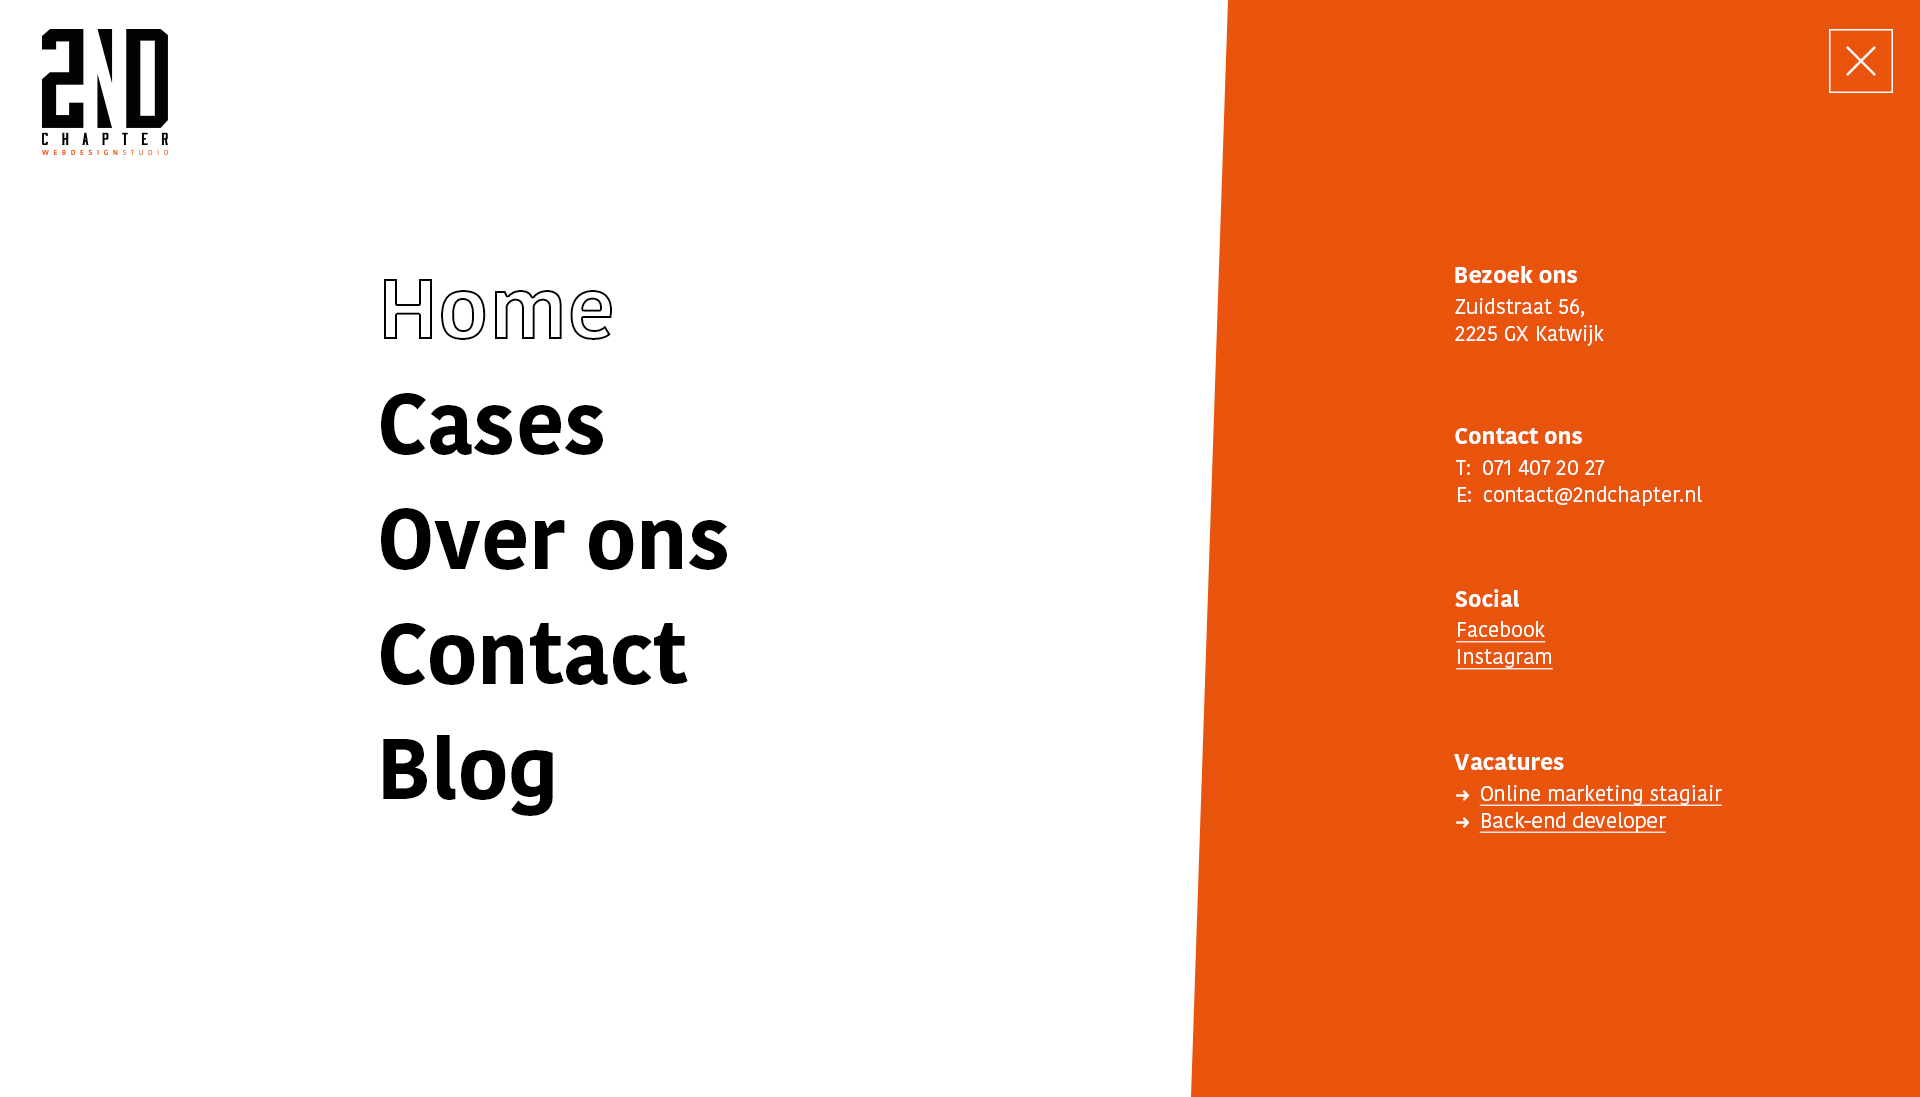 2ND
CHAPTER
WEBDESIGNSTUDIO
Home
Cases
Over ons
Contact
Blog
Bezoek ons
Zuidstraat 56,
2225 GX Katwijk
Contact ons
T: 071 407 20 27
E: contact@2ndchapter.nl
Social
Facebook
Instagram
Vacatures
→ Online marketing stagiair
→ Back-end developer